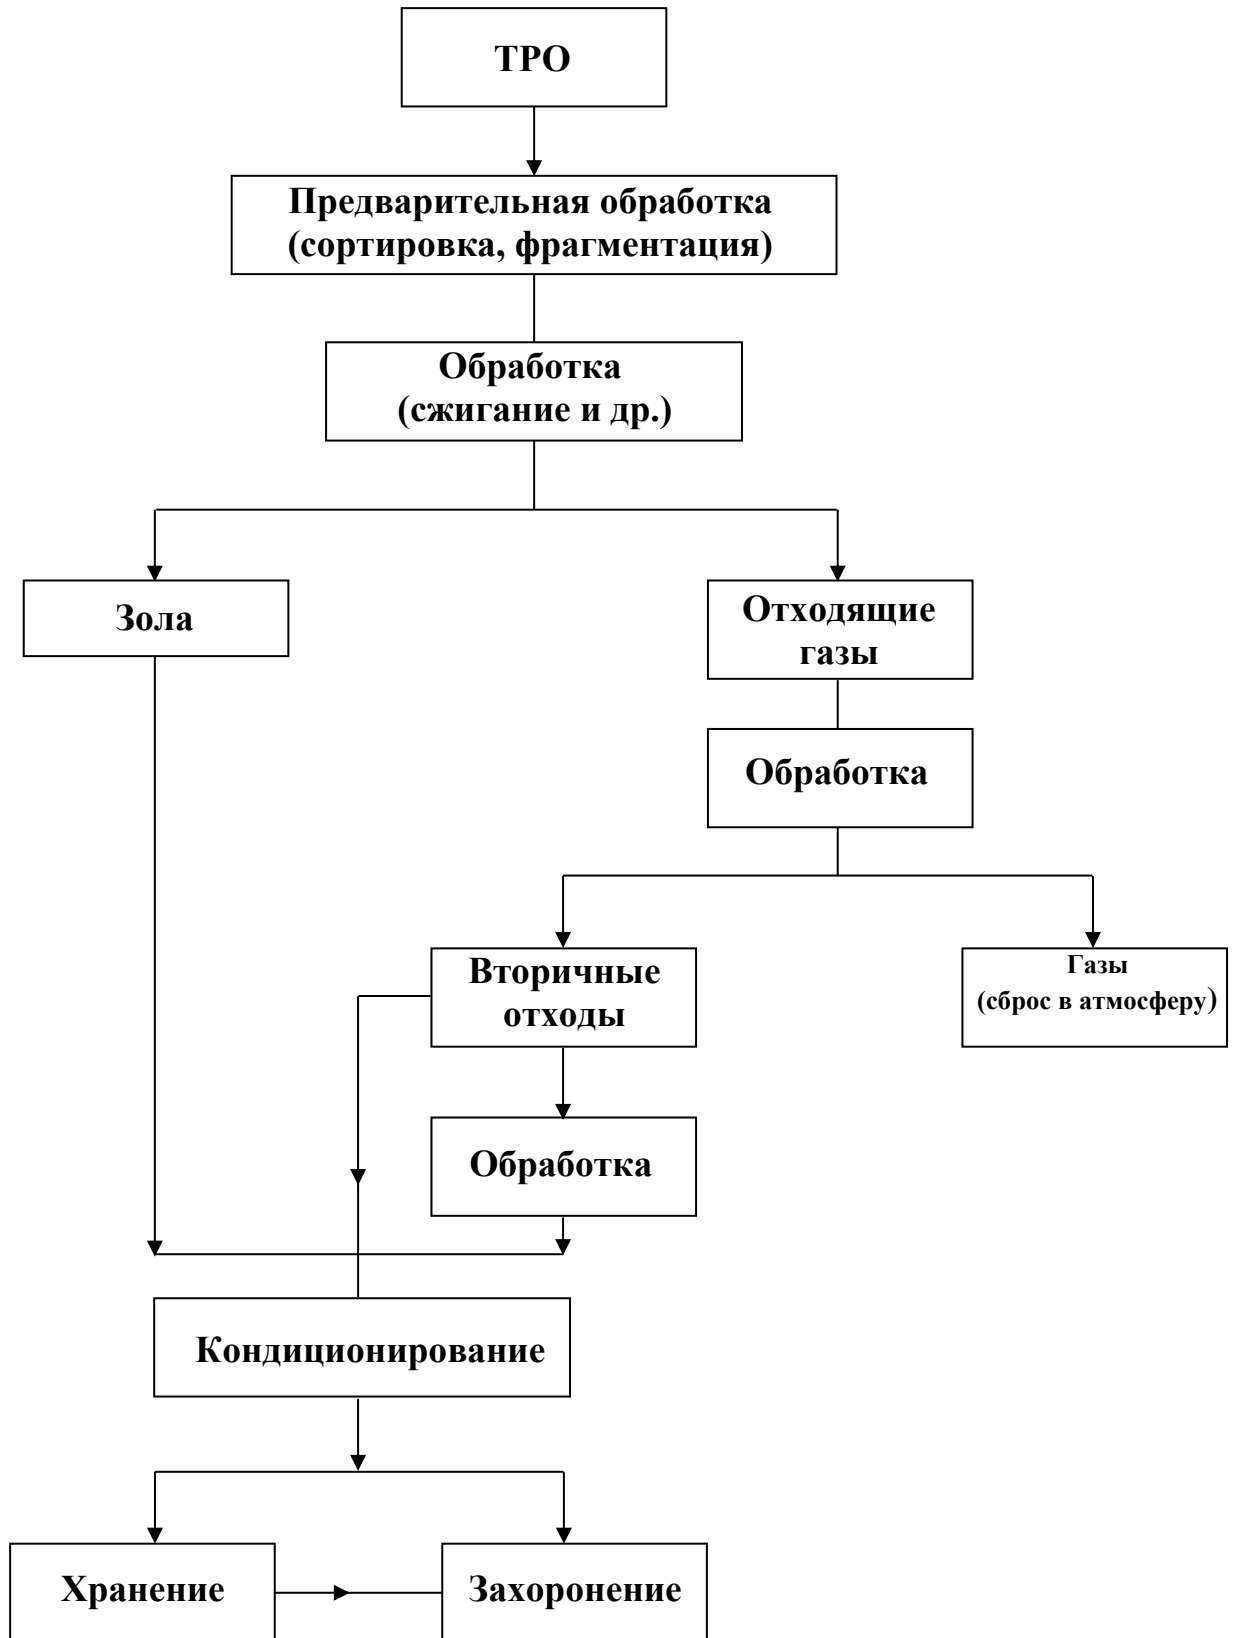 ТРО
Предварительная обработка
(сортировка, фрагментация)
Обработка
(сжигание и др.)
Зола
Отходящие
газы
Обработка
Вторичные
отходы
Газы
(сброс в атмосферу)
Обработка
Кондиционирование
Хранение
Захоронение